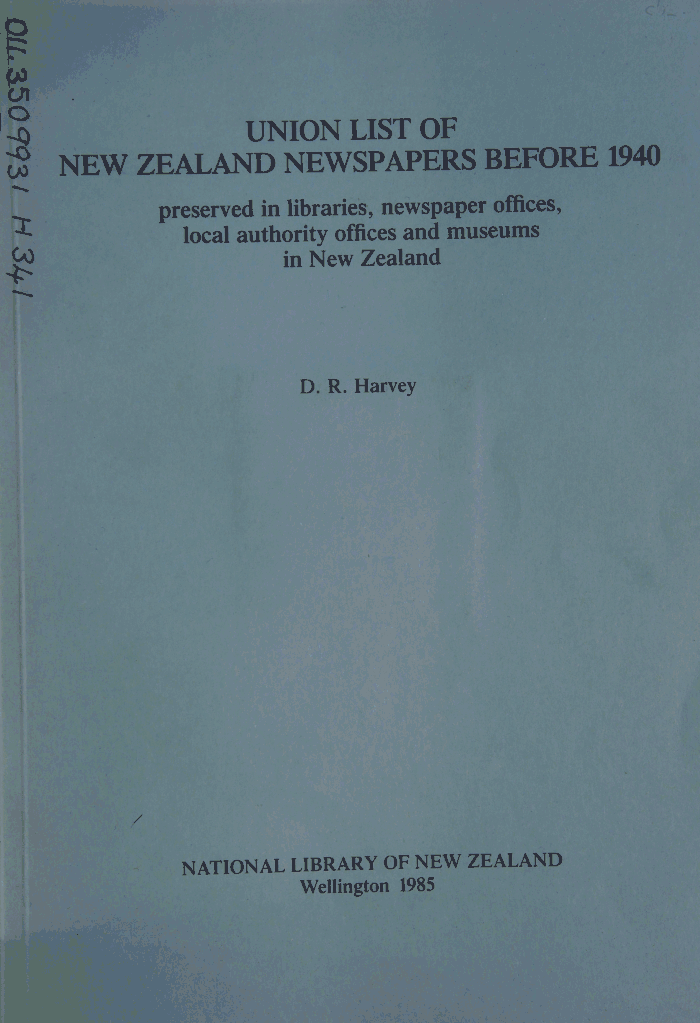 011.3509931 H 341
UNION LIST OF
NEW ZEALAND NEWSPAPERS BEFORE 1940
preserved in libraries, newspaper offices,
local authority offices and museums
in New Zealand
D. R. Harvey
NATIONAL LIBRARY OF NEW ZEALAND
Wellington 1985